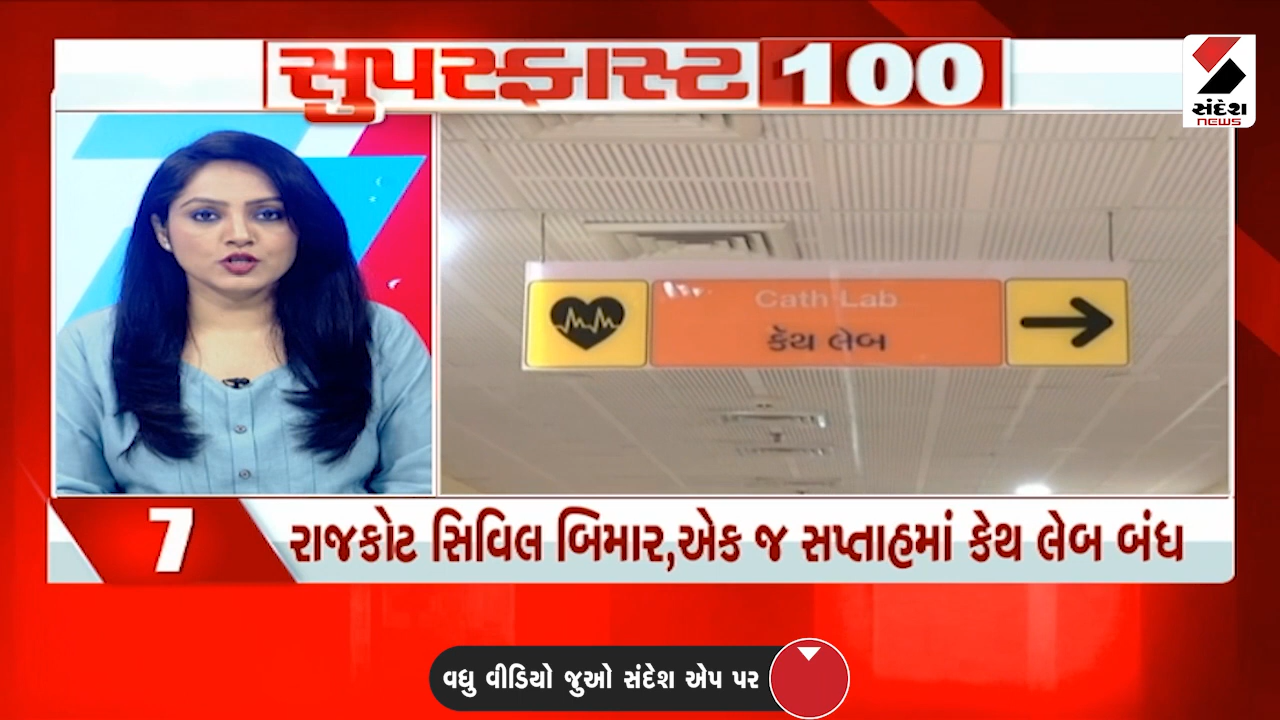 સુપરફાસ્ટ 100
સંદેશ
NEWS
Cath Lab
કૅથ લેબ
7 રાજકોટ સિવિલ બિમાર,એક જ સપ્તાહમાં કેથ લેબ બંધ
વધુ વીડિયો જુઓ સંદેશ એપ પર